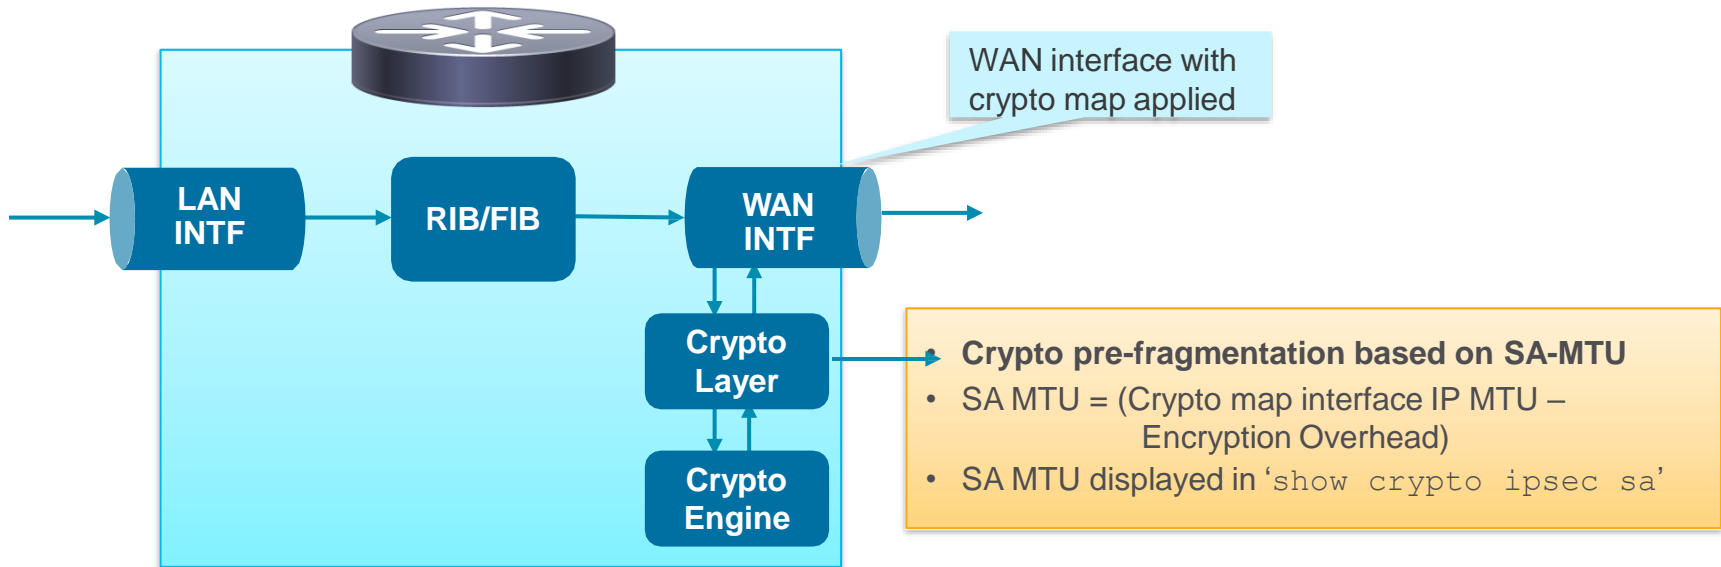 WAN interface with
crypto map applied
LAN
INTF
RIB/FIB
WAN
INTF
Crypto
Layer
Crypto
Engine
• Crypto pre-fragmentation based on SA-MTU
• SA MTU = (Crypto map interface IP MTU –
Encryption Overhead)
• SA MTU displayed in ‘show crypto ipsec sa’